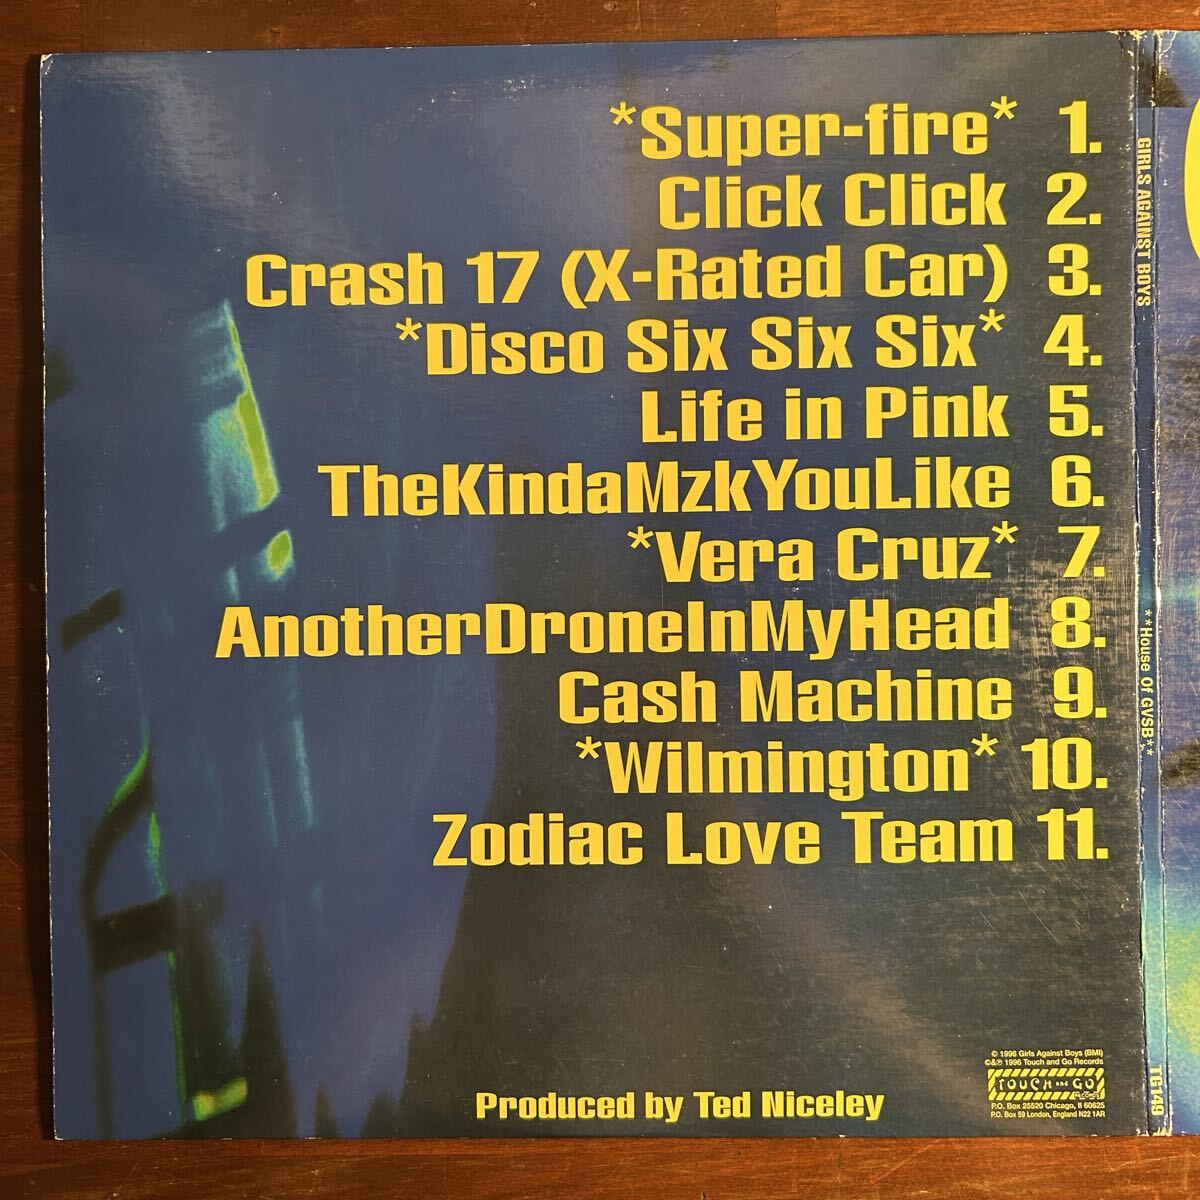 *Super-fire* 1.
Click Click 2.
Crash 17 (X-Rated Car) 3.
*Disco Six Six Six* 4.
Life in Pink 5.
TheKindaMzkYouLike 6.
*Vera Cruz* 7.
AnotherDroneInMyHead 8.
Cash Machine 9.
*Wilmington* 10.
Zodiac Love Team 11.
Produced by Ted Niceley
© 1996 Girls Against Boys (BMI)
©&℗ 1996 Touch and Go Records
TOUCH and GO
RECORDS
P.O. Box 25520 Chicago, Il 60625
P.O. Box 59 London, England N22 1AR
GIRLS AGAINST BOYS
**House Of GVSB**
TG149